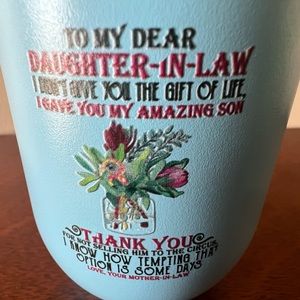 TO MY DEAR
DAUGHTER-IN-LAW
I DIDN'T GIVE YOU THE GIFT OF LIFE,
I GAVE YOU MY AMAZING SON
THANK YOU
FOR NOT SELLING HIM TO THE CIRCUS
I KNOW HOW TEMPTING THAT
OPTION IS SOME DAYS
LOVE, YOUR MOTHER-IN-LAW